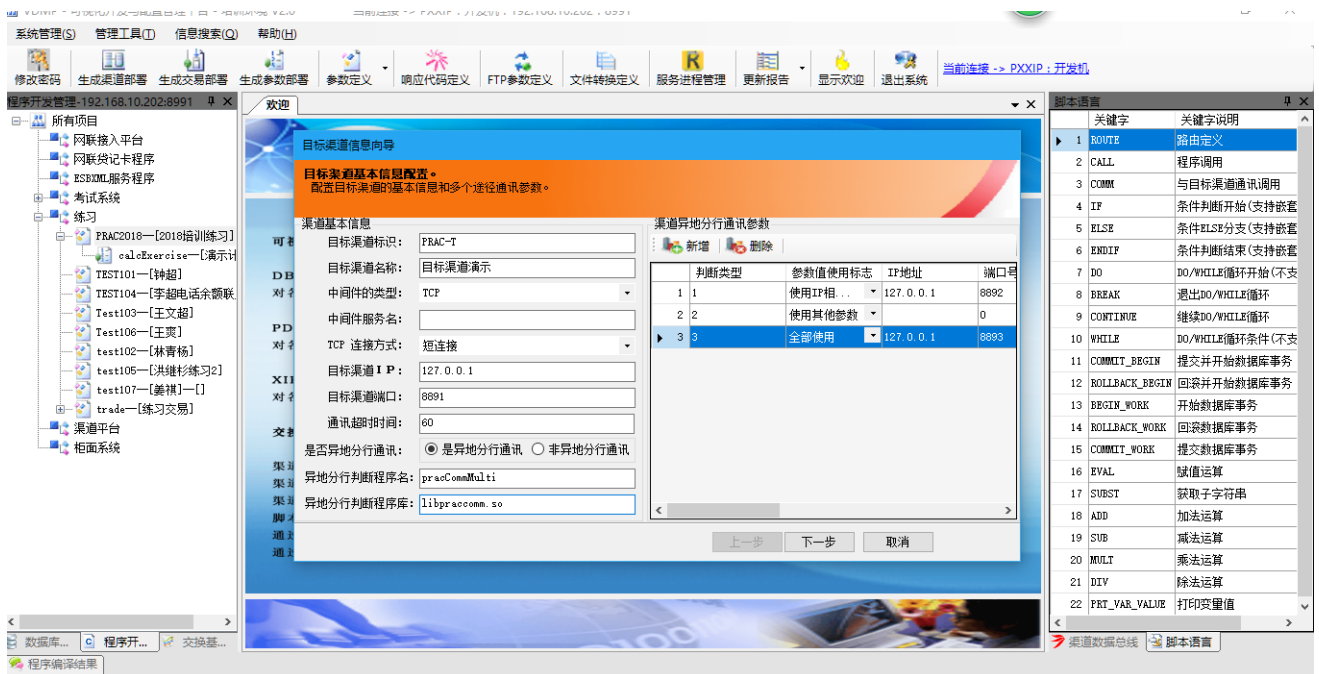 当前连接 -> PXXIP : 开发机 : 192.168.10.202 : 8991
系统管理(S) 管理工具(T) 信息搜索(Q) 帮助(H)
修改密码 生成渠道部署 生成交易部署 生成参数部署 参数定义 响应代码定义 FTP参数定义 文件转换定义 服务进程管理 更新报告 显示欢迎 退出系统 当前连接 -> PXXIP : 开发机
程序开发管理-192.168.10.202:8991
所有项目
网联接入平台
网联贷记卡程序
ESBXML服务程序
考试系统
练习
PRAC2018—[2018培训练习]
calcExercise—[演示计
TEST101—[钟超]
TEST104—[李超电话余额联
Test103—[王文超]
Test106—[王爽]
test102—[林青杨]
test105—[洪继杉练习2]
test107—[姜祺]—[]
trade—[练习交易]
渠道平台
柜面系统
数据库... 程序开... 交换基...
程序编译结果
欢迎
目标渠道信息向导
目标渠道基本信息配置。
配置目标渠道的基本信息和多个途径通讯参数。
渠道基本信息
目标渠道标识: PRAC-T
目标渠道名称: 目标渠道演示
中间件的类型: TCP
中间件服务名:
TCP 连接方式: 短连接
目标渠道IP: 127.0.0.1
目标渠道端口: 8891
通讯超时时间: 60
是否异地分行通讯: 是异地分行通讯 非异地分行通讯
异地分行判断程序名: pracCommMulti
异地分行判断程序库: libpraccomm.so
渠道异地分行通讯参数
新增 删除
判断类型 参数值使用标志 IP地址 端口号
1 1 使用IP相... 127.0.0.1 8892
2 2 使用其他参数 0
3 3 全部使用 127.0.0.1 8893
上一步 下一步 取消
脚本语言
关键字 关键字说明
1 ROUTE 路由定义
2 CALL 程序调用
3 COMM 与目标渠道通讯调用
4 IF 条件判断开始(支持嵌套
5 ELSE 条件ELSE分支(支持嵌套
6 ENDIF 条件判断结束(支持嵌套
7 DO DO/WHILE循环开始(不支
8 BREAK 退出DO/WHILE循环
9 CONTINUE 继续DO/WHILE循环
10 WHILE DO/WHILE循环条件(不支
11 COMMIT_BEGIN 提交并开始数据库事务
12 ROLLBACK_BEGIN 回滚并开始数据库事务
13 BEGIN_WORK 开始数据库事务
14 ROLLBACK_WORK 回滚数据库事务
15 COMMIT_WORK 提交数据库事务
16 EVAL 赋值运算
17 SUBST 获取子字符串
18 ADD 加法运算
19 SUB 减法运算
20 MULT 乘法运算
21 DIV 除法运算
22 PRT_VAR_VALUE 打印变量值
渠道数据总线 脚本语言